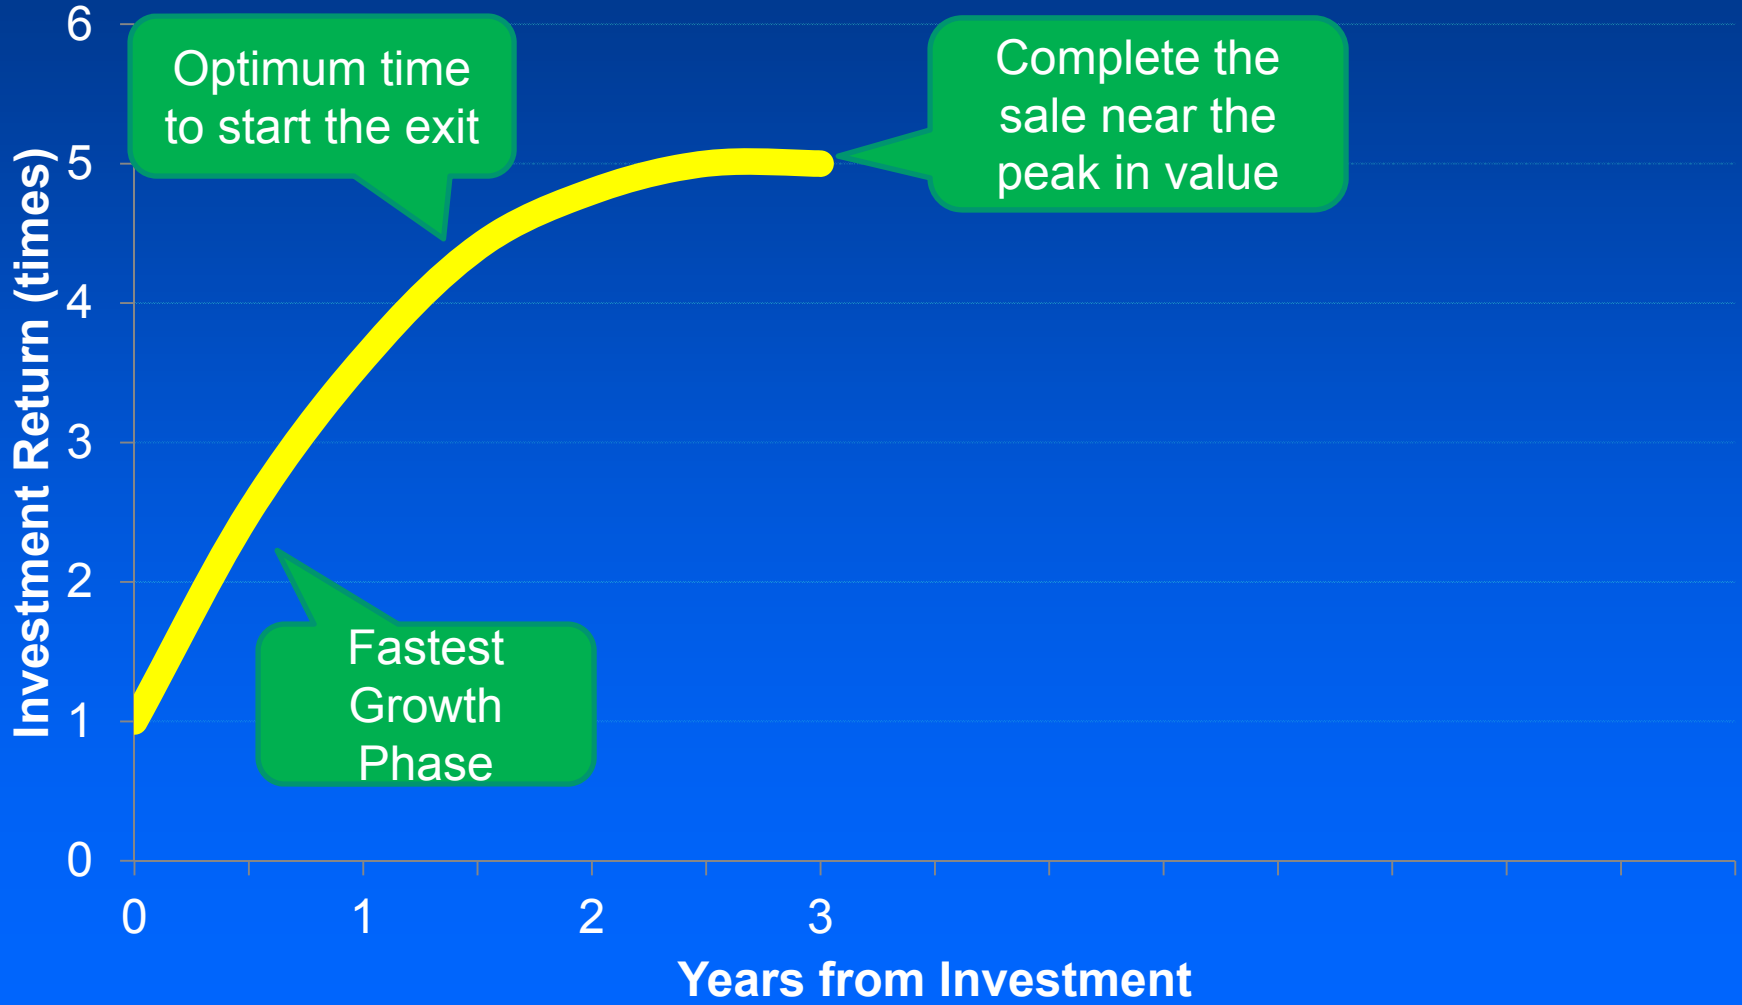 6
5
4
3
2
1
0
Investment Return (times)
Optimum time
to start the exit
Complete the
sale near the
peak in value
Fastest
Growth
Phase
0
1
2
3
Years from Investment